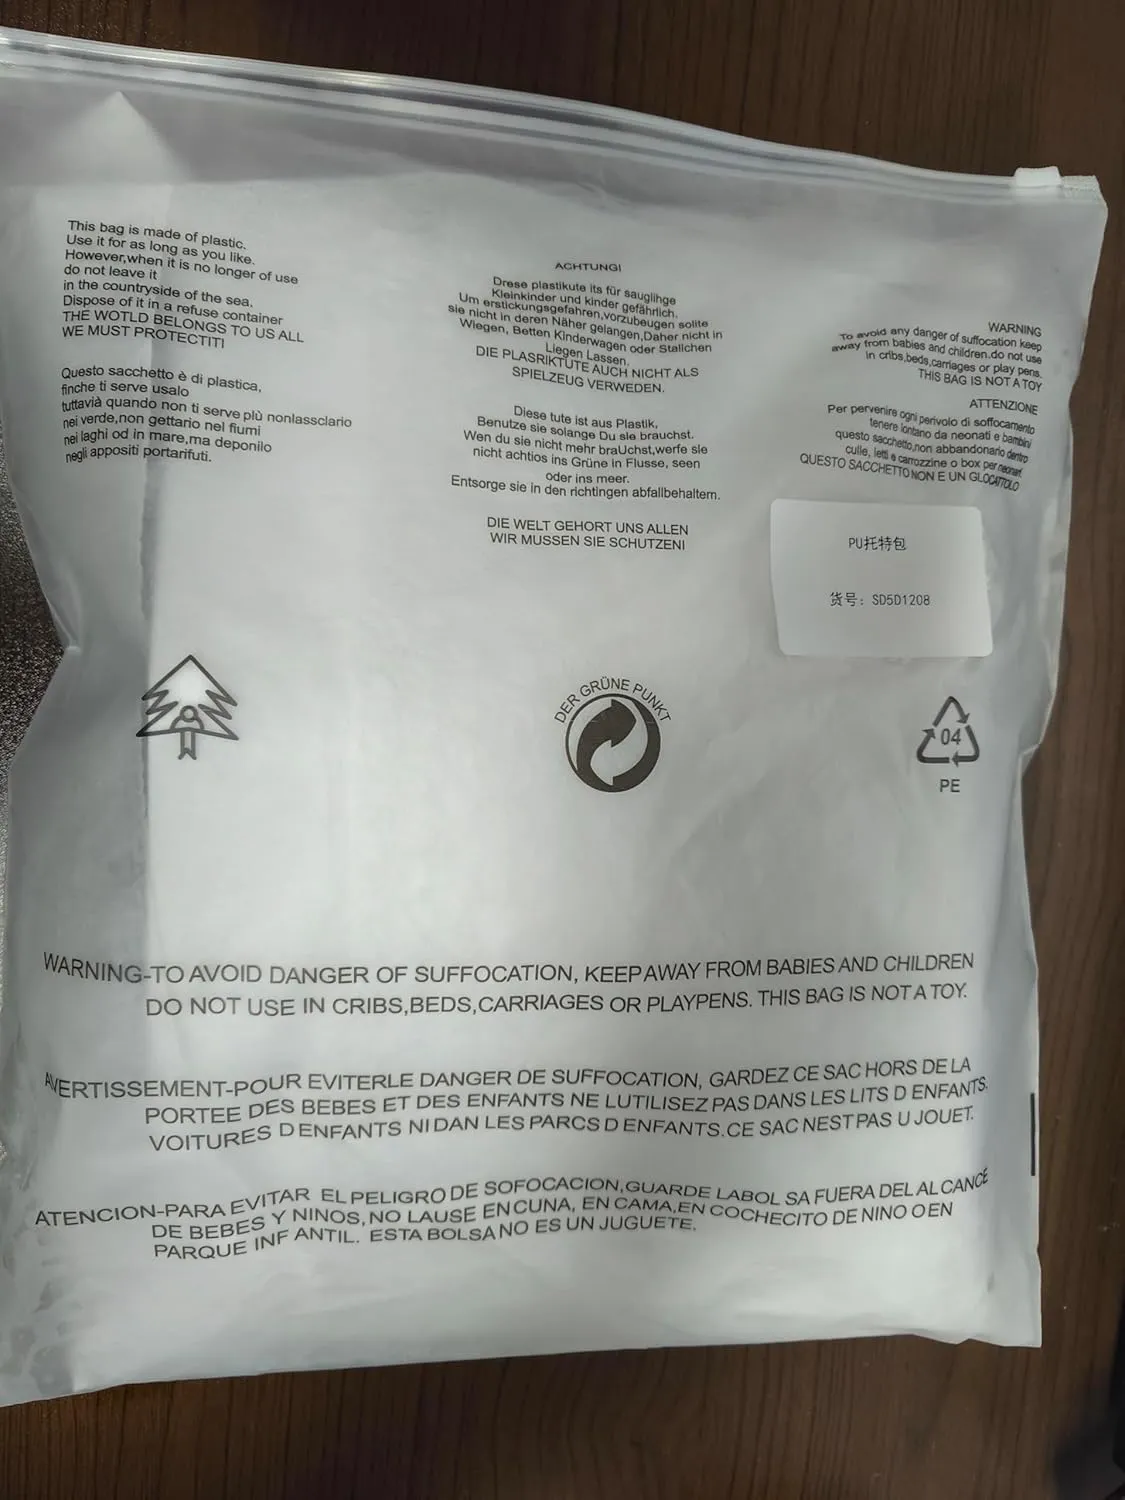 This bag is made of plastic.
Use it for as long as you like.
However,when it is no longer of use
do not leave it
in the countryside of the sea.
Dispose of it in a refuse container
THE WOTLD BELONGS TO US ALL
WE MUST PROTECTITI
Questo sacchetto è di plastica,
finche ti serve usalo
tuttavià quando non ti serve plù nonlassclario
nei verde,non gettario nel fiumi
nei laghi od in mare,ma deponilo
negli appositi portarifuti.
ACHTUNGI
Drese plastikute its für sauglihge
Kleinkinder und kinder gefährlich.
Um erstickungsgefahren,vorzubeugen solite
sie nicht in deren Näher gelangen,Daher nicht in
Wiegen, Betten Kinderwagen oder Stallchen
Liegen Lassen.
DIE PLASRIKTUTE AUCH NICHT ALS
SPIELZEUG VERWEDEN.
Diese tute ist aus Plastik,
Benutze sie solange Du sle brauchst.
Wen du sie nicht mehr braUchst,werfe sle
nicht achtios ins Grüne in Flusse, seen
oder ins meer.
Entsorge sie in den richtingen abfallbehaltem.
DIE WELT GEHORT UNS ALLEN
WIR MUSSEN SIE SCHUTZENI
WARNING
To avoid any danger of suffocation keep
away from babies and children.do not use
in cribs,beds,carriages or play pens.
THIS BAG IS NOT A TOY
ATTENZIONE
Per pervenire ogni perivolo di soffocamento
tenere lontano da neonati e bambini
questo sacchetto,non abbandonario dentro
culle, letti e carrozzine o box per neonari.
QUESTO SACCHETTO NON E UN GLOCATTOLO
PU托特包
货号：SD5D1208
DER GRÜNE PUNKT
04
PE
WARNING-TO AVOID DANGER OF SUFFOCATION, KEEP AWAY FROM BABIES AND CHILDREN
DO NOT USE IN CRIBS,BEDS,CARRIAGES OR PLAYPENS. THIS BAG IS NOT A TOY.
AVERTISSEMENT-POUR EVITERLE DANGER DE SUFFOCATION, GARDEZ CE SAC HORS DE LA
PORTEE DES BEBES ET DES ENFANTS NE LUTILISEZ PAS DANS LES LITS D ENFANTS.
VOITURES D ENFANTS NI DAN LES PARCS D ENFANTS.CE SAC NEST PAS U JOUET.
ATENCION-PARA EVITAR EL PELIGRO DE SOFOCACION,GUARDE LABOL SA FUERA DEL AL CANCE
DE BEBES Y NINOS, NO LAUSE EN CUNA, EN CAMA,EN COCHECITO DE NINO O EN
PARQUE INF ANTIL. ESTA BOLSA NO ES UN JUGUETE.